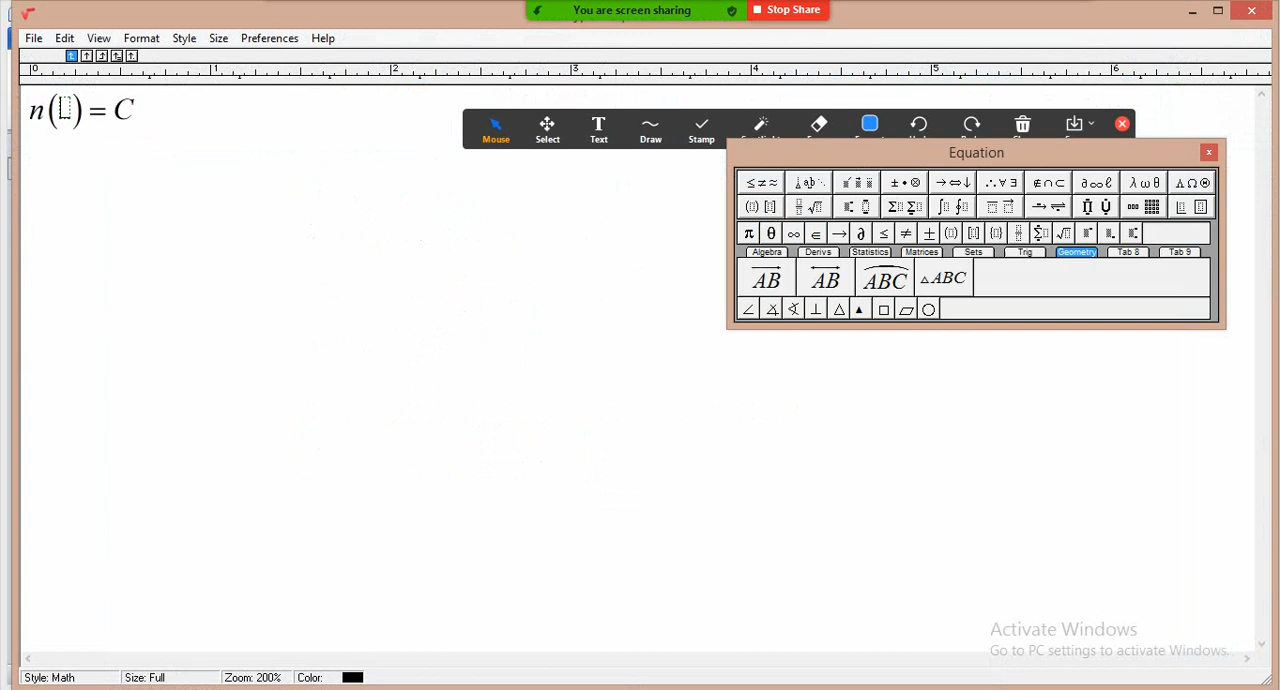 You are screen sharing
Stop Share
File Edit View Format Style Size Preferences Help
0 1 2 3 4 5 6
n( ) = C
Mouse Select Text Draw Stamp
Equation
≤≠≈ ±•⊗ →⇔↓ ∴∀∃ ∉∩⊂ ∂∞ℓ λωθ ΛΩ⊛
π θ ∞ ∈ → ∂ ≤ ≠ ±
Algebra Derivs Statistics Matrices Sets Trig Geometry Tab 8 Tab 9
AB AB ABC △ABC
∠ ∡ ∢ ⊥ △ ▲ □ ▱ ○
Activate Windows
Go to PC settings to activate Windows.
Style: Math Size: Full Zoom: 200% Color: